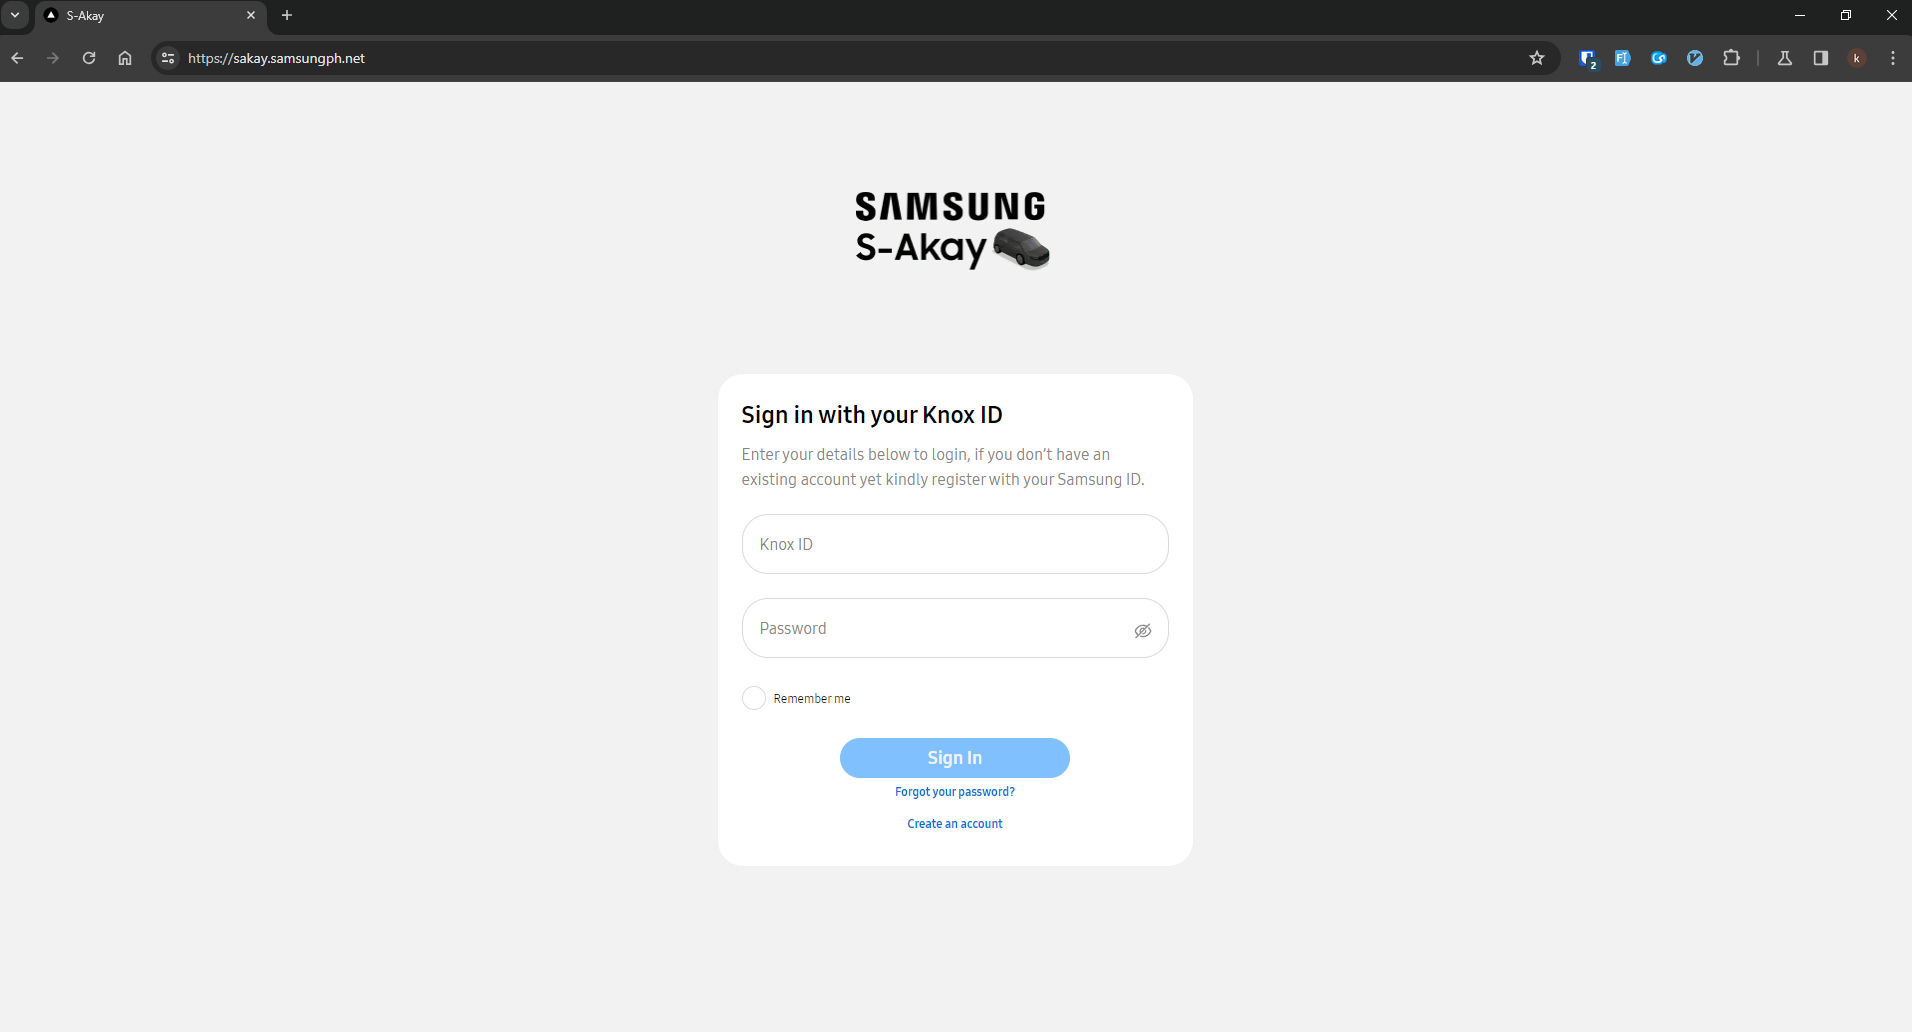 S-Akay
https://sakay.samsungph.net
2
FI
k
SAMSUNG
S-Akay
Sign in with your Knox ID
Enter your details below to login, if you don’t have an
existing account yet kindly register with your Samsung ID.
Knox ID
Password
Remember me
Sign In
Forgot your password?
Create an account